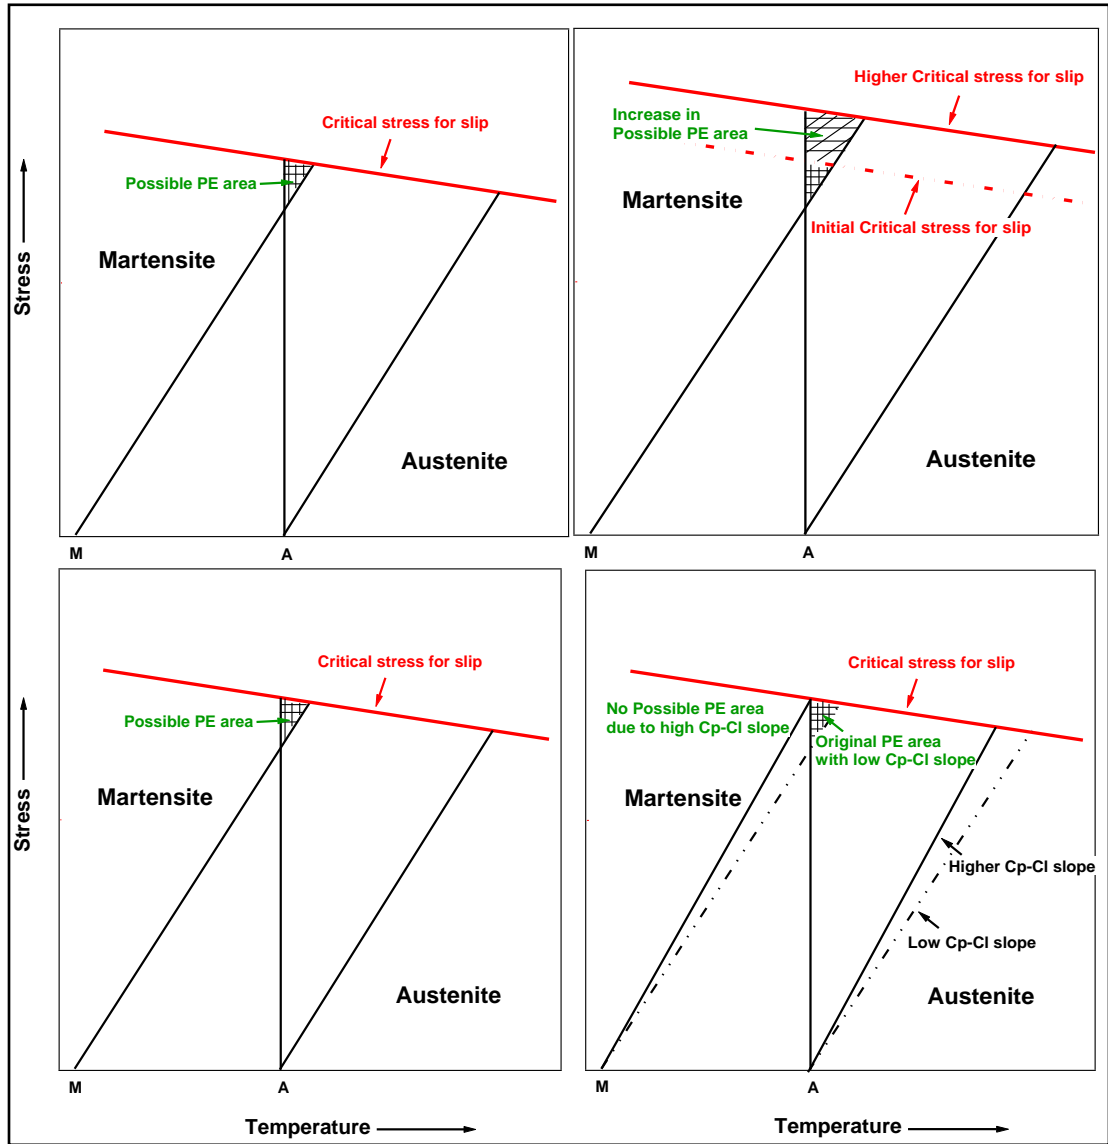 Critical stress for slip
Possible PE area
Martensite
Austenite
M
A
Stress
Higher Critical stress for slip
Increase in
Possible PE area
Martensite
Initial Critical stress for slip
Austenite
M
A
Critical stress for slip
Possible PE area
Martensite
Austenite
M
A
Stress
Temperature
Critical stress for slip
No Possible PE area
due to high Cp-Cl slope
Original PE area
with low Cp-Cl slope
Martensite
Higher Cp-Cl slope
Low Cp-Cl slope
Austenite
M
A
Temperature